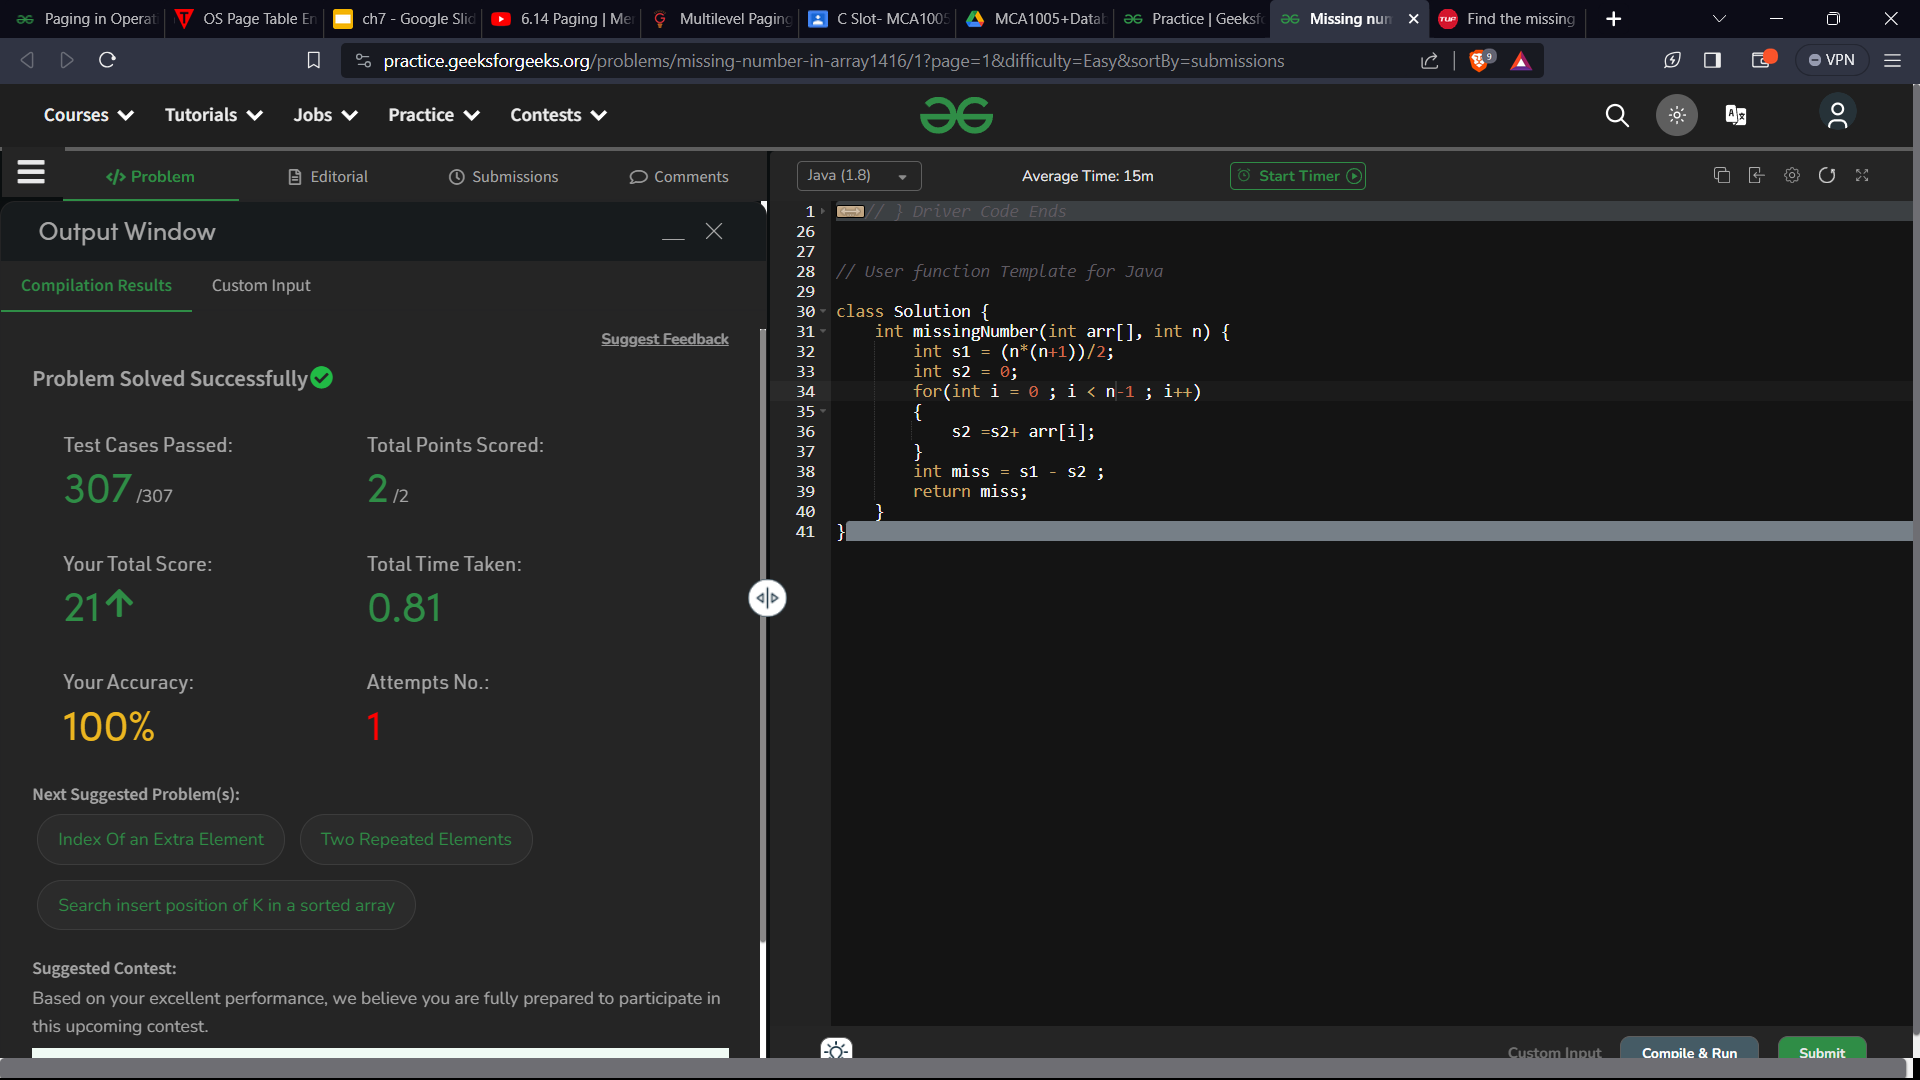 Paging in Operat
OS Page Table En
ch7 - Google Slid
6.14 Paging | Mer
Multilevel Paging
C Slot- MCA1005
MCA1005+Datab
Practice | Geeksfo
Missing num
Find the missing
practice.geeksforgeeks.org/problems/missing-number-in-array1416/1?page=1&difficulty=Easy&sortBy=submissions
9
VPN
Courses
Tutorials
Jobs
Practice
Contests
</> Problem
Editorial
Submissions
Comments
Java (1.8)
Average Time: 15m
Start Timer
Output Window
Compilation Results
Custom Input
Suggest Feedback
Problem Solved Successfully
Test Cases Passed:
307 /307
Total Points Scored:
2 /2
Your Total Score:
21
Total Time Taken:
0.81
Your Accuracy:
100%
Attempts No.:
1
Next Suggested Problem(s):
Index Of an Extra Element
Two Repeated Elements
Search insert position of K in a sorted array
Suggested Contest:
Based on your excellent performance, we believe you are fully prepared to participate in
this upcoming contest.
1 // } Driver Code Ends
26
27
28 // User function Template for Java
29
30 class Solution {
31 int missingNumber(int arr[], int n) {
32 int s1 = (n*(n+1))/2;
33 int s2 = 0;
34 for(int i = 0 ; i < n-1 ; i++)
35 {
36 s2 =s2+ arr[i];
37 }
38 int miss = s1 - s2 ;
39 return miss;
40 }
41 }
Custom Input
Compile & Run
Submit